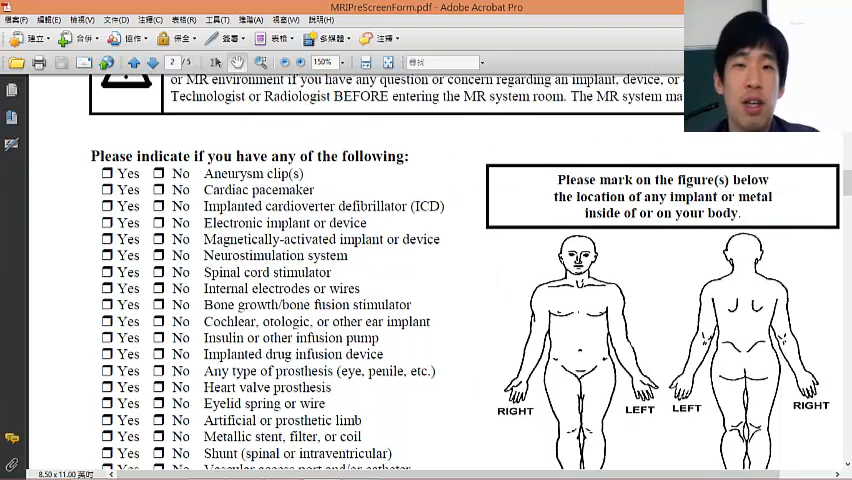 MRIPreScreenForm.pdf - Adobe Acrobat Pro
檔案(F) 編輯(E) 檢視(V) 文件(D) 注釋(C) 表格(R) 工具(T) 進階(A) 視窗(W) 說明(H)
建立 合併 協作 保全 簽署 表格 多媒體 注釋
2 / 5 150% 尋找
or MR environment if you have any question or concern regarding an implant, device, or
Technologist or Radiologist BEFORE entering the MR system room. The MR system ma
Please indicate if you have any of the following:
Yes No Aneurysm clip(s)
Yes No Cardiac pacemaker
Yes No Implanted cardioverter defibrillator (ICD)
Yes No Electronic implant or device
Yes No Magnetically-activated implant or device
Yes No Neurostimulation system
Yes No Spinal cord stimulator
Yes No Internal electrodes or wires
Yes No Bone growth/bone fusion stimulator
Yes No Cochlear, otologic, or other ear implant
Yes No Insulin or other infusion pump
Yes No Implanted drug infusion device
Yes No Any type of prosthesis (eye, penile, etc.)
Yes No Heart valve prosthesis
Yes No Eyelid spring or wire
Yes No Artificial or prosthetic limb
Yes No Metallic stent, filter, or coil
Yes No Shunt (spinal or intraventricular)
Yes No Vascular access port and/or catheter
Please mark on the figure(s) below
the location of any implant or metal
inside of or on your body.
RIGHT LEFT LEFT RIGHT
8.50 x 11.00 英吋